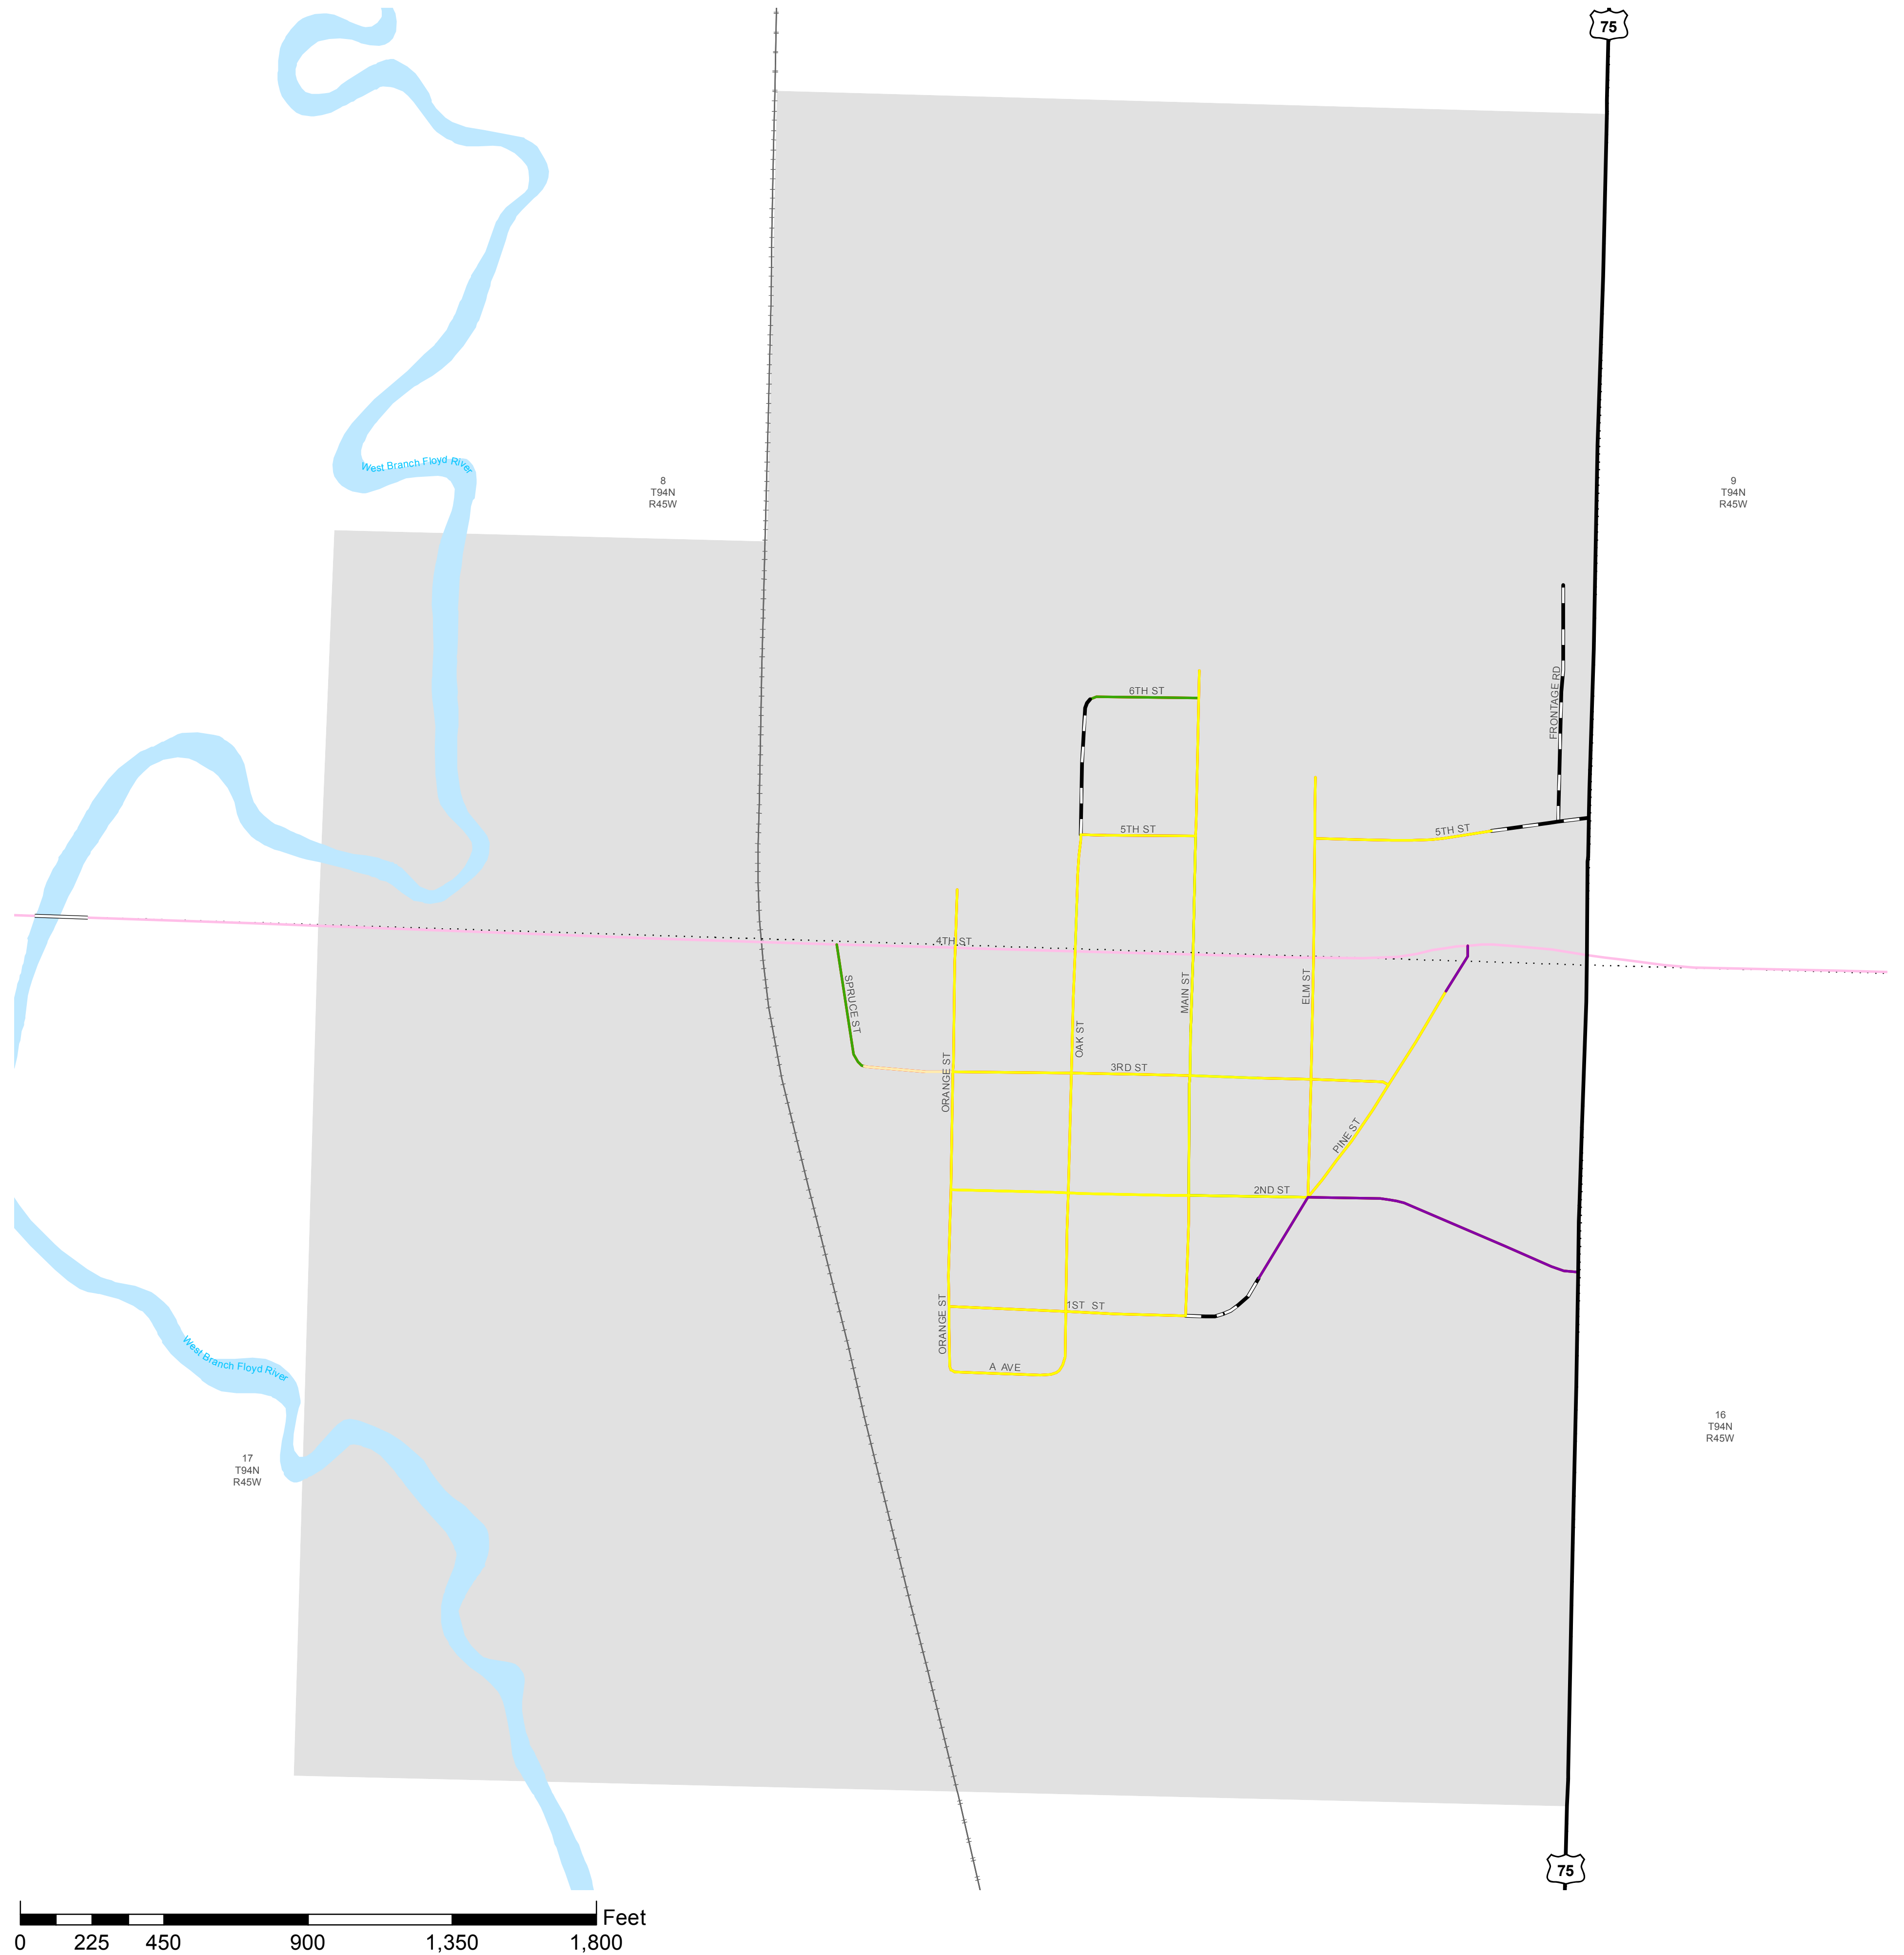 75
West Branch Floyd River
8
T94N
R45W
9
T94N
R45W
FRONTAGE RD
6TH ST
5TH ST
5TH ST
4TH ST
SPRUCE ST
MAIN ST
ELM ST
OAK ST
ORANGE ST
3RD ST
PINE ST
2ND ST
1ST ST
ORANGE ST
A AVE
West Branch Floyd River
17
T94N
R45W
16
T94N
R45W
75
Feet
0 225 450 900 1,350 1,800